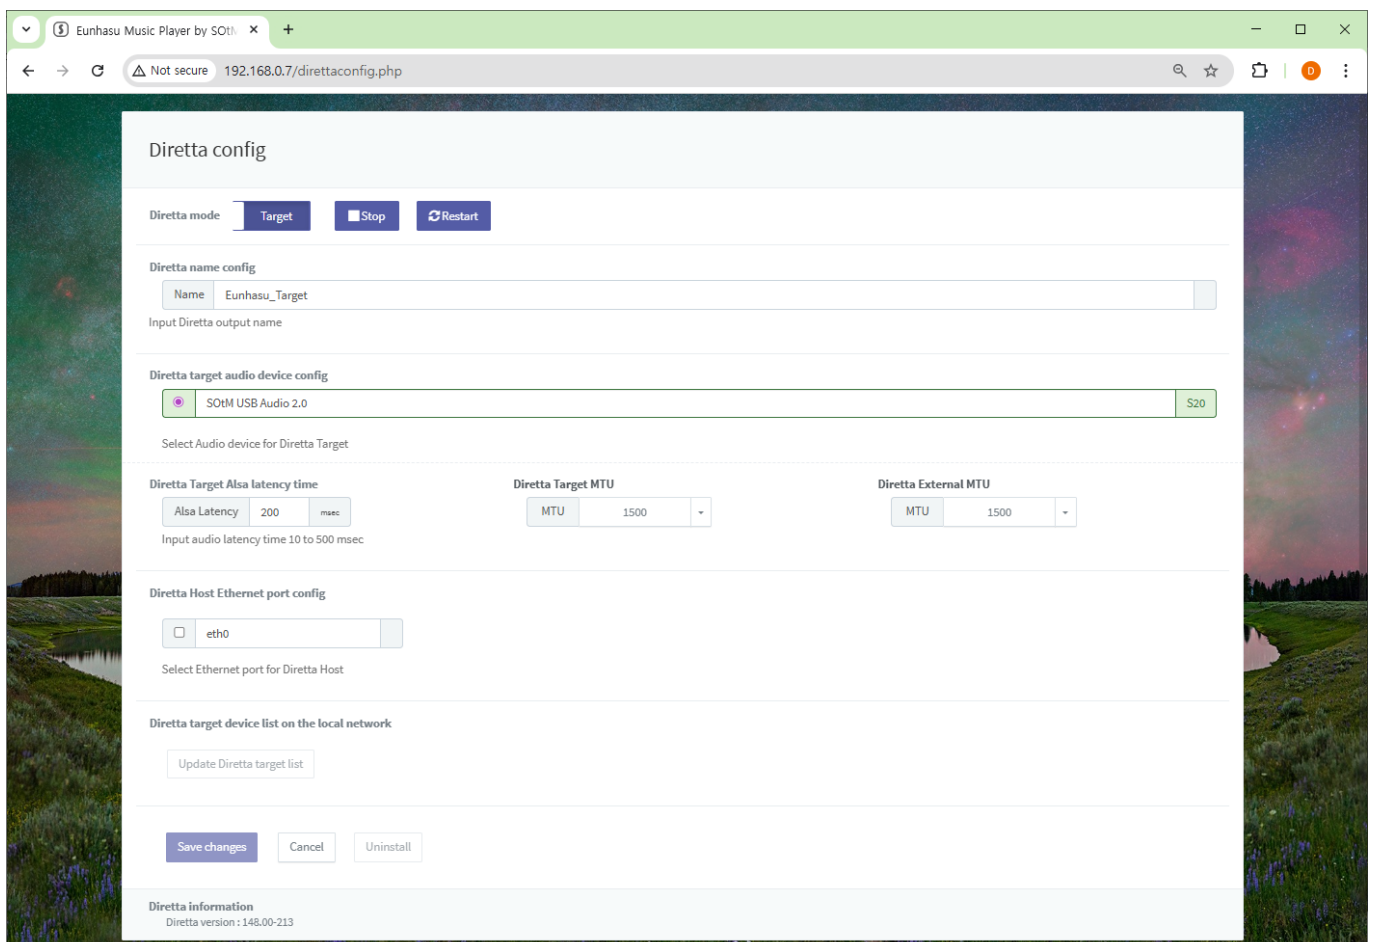 Eunhasu Music Player by SOtM
Not secure
192.168.0.7/direttaconfig.php
D
Diretta config
Diretta mode
Target
Stop
Restart
Diretta name config
Name
Eunhasu_Target
Input Diretta output name
Diretta target audio device config
SOtM USB Audio 2.0
S20
Select Audio device for Diretta Target
Diretta Target Alsa latency time
Diretta Target MTU
Diretta External MTU
Alsa Latency
200
msec
MTU
1500
MTU
1500
Input audio latency time 10 to 500 msec
Diretta Host Ethernet port config
eth0
Select Ethernet port for Diretta Host
Diretta target device list on the local network
Update Diretta target list
Save changes
Cancel
Uninstall
Diretta information
Diretta version : 148.00-213